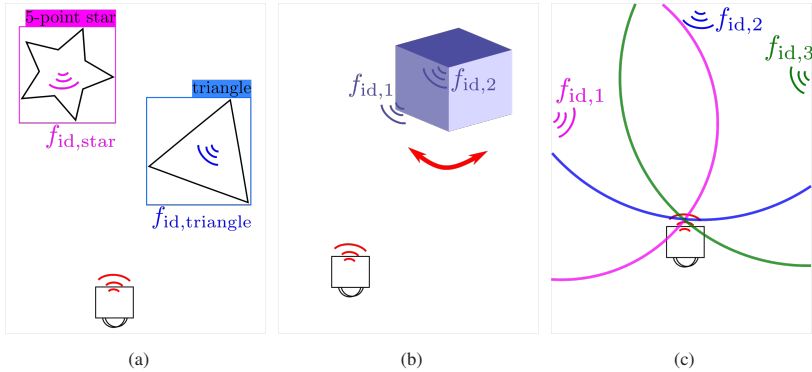 5-point star
f_id,star
triangle
f_id,triangle
(a)
f_id,1
f_id,2
(b)
f_id,2
f_id,3
f_id,1
(c)